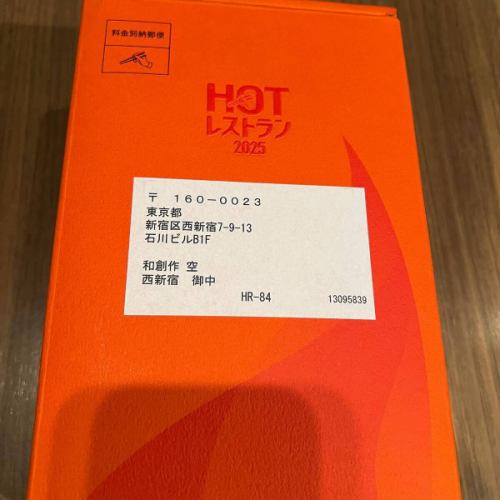 料金別納郵便
HOT
レストラン
2025
〒 160-0023
東京都
新宿区西新宿7-9-13
石川ビルB1F
和創作 空
西新宿 御中
HR-84 13095839